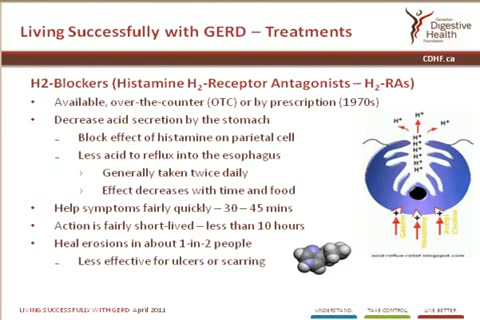 Living Successfully with GERD – Treatments
Canadian
Digestive
Health
Foundation
CDHF.ca
H2-Blockers (Histamine H₂-Receptor Antagonists – H₂-RAs)
• Available, over-the-counter (OTC) or by prescription (1970s)
• Decrease acid secretion by the stomach
– Block effect of histamine on parietal cell
– Less acid to reflux into the esophagus
› Generally taken twice daily
› Effect decreases with time and food
• Help symptoms fairly quickly – 30 – 45 mins
• Action is fairly short-lived – less than 10 hours
• Heal erosions in about 1-in-2 people
– Less effective for ulcers or scarring
H⁺
H⁺ H⁺
H⁺
H⁺
H⁺
H⁺
H⁺
Gastrin
Histamine
Acetyl
Choline
acid-reflux-relief.blogspot.com
LIVING SUCCESSFULLY WITH GERD April 2011
UNDERSTAND. TAKE CONTROL. LIVE BETTER.